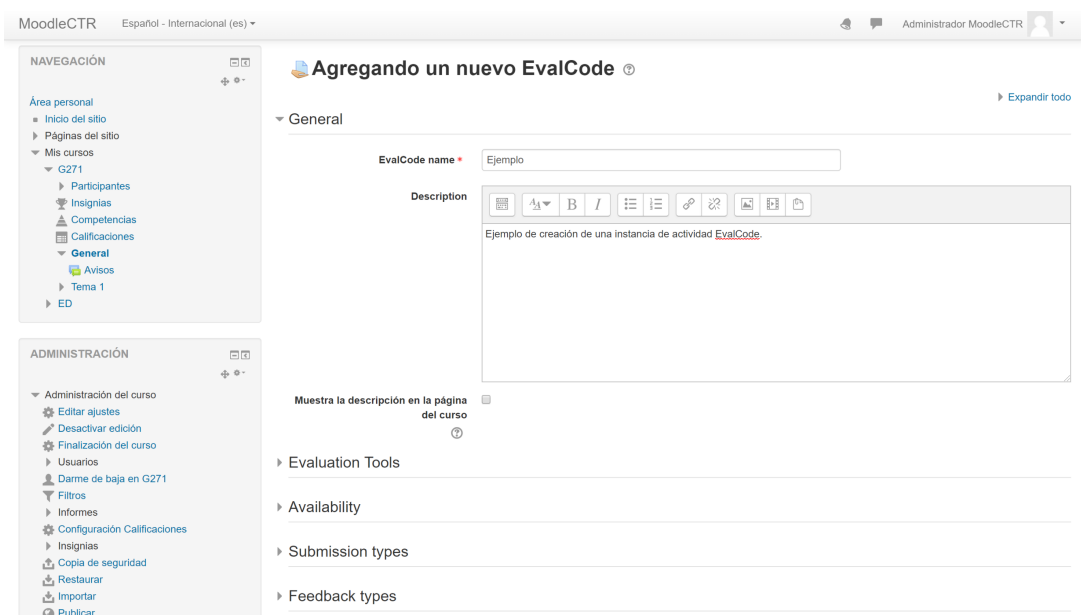 MoodleCTR Español - Internacional (es) Administrador MoodleCTR
NAVEGACIÓN
Área personal
Inicio del sitio
Páginas del sitio
Mis cursos
G271
Participantes
Insignias
Competencias
Calificaciones
General
Avisos
Tema 1
ED
ADMINISTRACIÓN
Administración del curso
Editar ajustes
Desactivar edición
Finalización del curso
Usuarios
Darme de baja en G271
Filtros
Informes
Configuración Calificaciones
Insignias
Copia de seguridad
Restaurar
Importar
Publicar
Agregando un nuevo EvalCode
Expandir todo
General
EvalCode name * Ejemplo
Description
Ejemplo de creación de una instancia de actividad EvalCode.
Muestra la descripción en la página
del curso
Evaluation Tools
Availability
Submission types
Feedback types